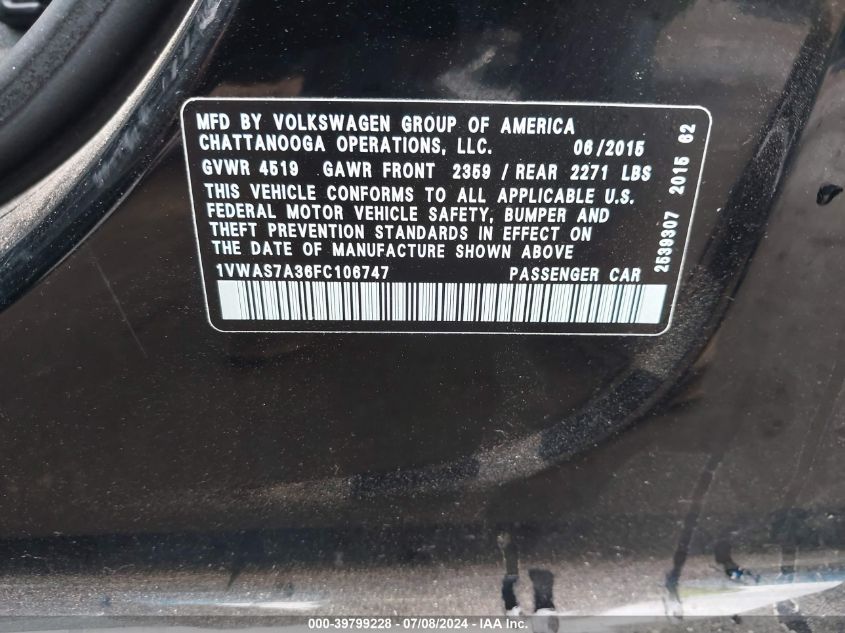 MFD BY VOLKSWAGEN GROUP OF AMERICA
CHATTANOOGA OPERATIONS, LLC. 06/2015
GVWR 4519 GAWR FRONT 2359 / REAR 2271 LBS
THIS VEHICLE CONFORMS TO ALL APPLICABLE U.S.
FEDERAL MOTOR VEHICLE SAFETY, BUMPER AND
THEFT PREVENTION STANDARDS IN EFFECT ON
THE DATE OF MANUFACTURE SHOWN ABOVE
1VWAS7A36FC106747 PASSENGER CAR
2539307 2015 62
000-39799228 - 07/08/2024 - IAA Inc.